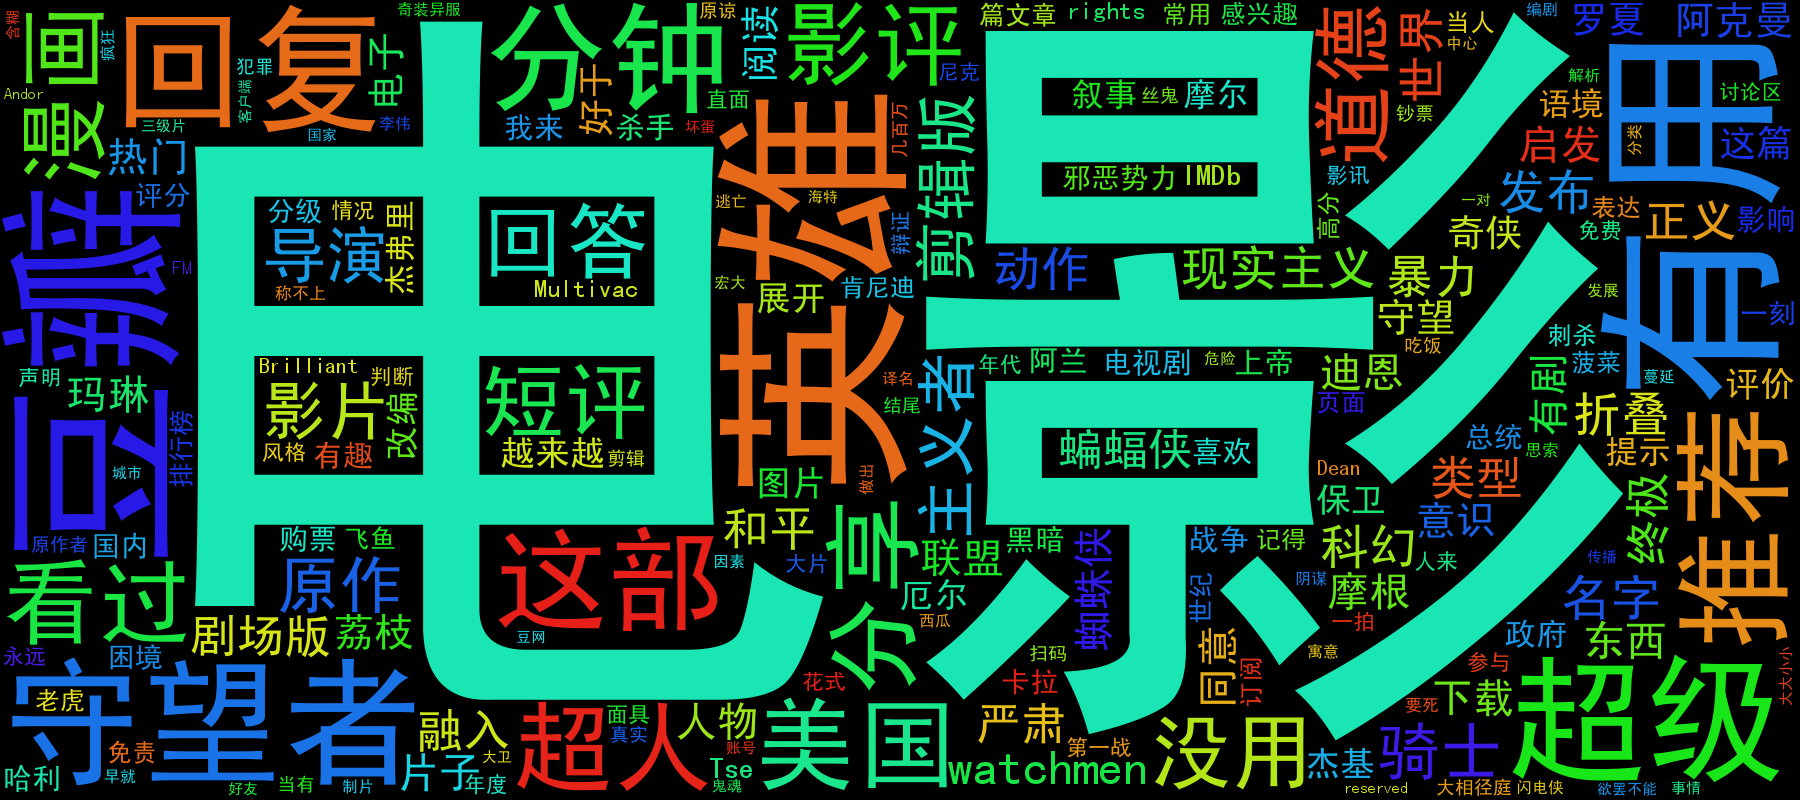 电影
英雄
豆瓣
守望者
有用
超级
回复
推荐
分钟
影评
漫画
这部
超人
美国
没用
分享
看过
道德
世界
回答
短评
影片
导演
原作
剧场版
荔枝
剪辑版
主义者
现实主义
动作
蝙蝠侠
喜欢
叙事
丝鬼
摩尔
邪恶势力
IMDb
蜘蛛侠
watchmen
骑士
杰基
名字
东西
下载
政府
科幻
摩根
意识
类型
折叠
提示
终极
评价
有剧
迪恩
守望
暴力
奇侠
发布
表达
正义
影响
免费
启发
语境
这篇
罗夏
阿克曼
编剧
当人
中心
解析
讨论区
分类
钞票
影讯
高分
一对
一刻
发展
刺杀
菠菜
蔓延
吃饭
页面
总统
思索
Dean
保卫
人来
传播
一拍
参与
要死
大大小小
事情
欲罢不能
闪电侠
大相径庭
reserved
第一战
严肃
卡拉
扫码
订阅
同意
寓意
阴谋
世纪
战争
记得
黑暗
联盟
厄尔
西瓜
花式
人物
账号
Tse
鬼魂
面具
真实
大卫
年度
片子
融入
制片
当有
好友
早就
哈利
免责
老虎
永远
困境
豆网
购票
飞鱼
国内
原作者
因素
大片
和平
图片
做出
结尾
译名
年代
阿兰
电视剧
危险
上帝
肯尼迪
展开
宏大
辩证
逃亡
海特
几百万
坏蛋
直面
杀手
好于
我来
阅读
原谅
奇装异服
电子
李伟
国家
客户端
犯罪
三级片
疯狂
含糊
Andor
热门
评分
FM
声明
玛琳
排行榜
城市
分级
情况
杰弗里
称不上
Multivac
Brilliant
判断
改编
风格
有趣
越来越
剪辑
篇文章
rights
常用
感兴趣
尼克